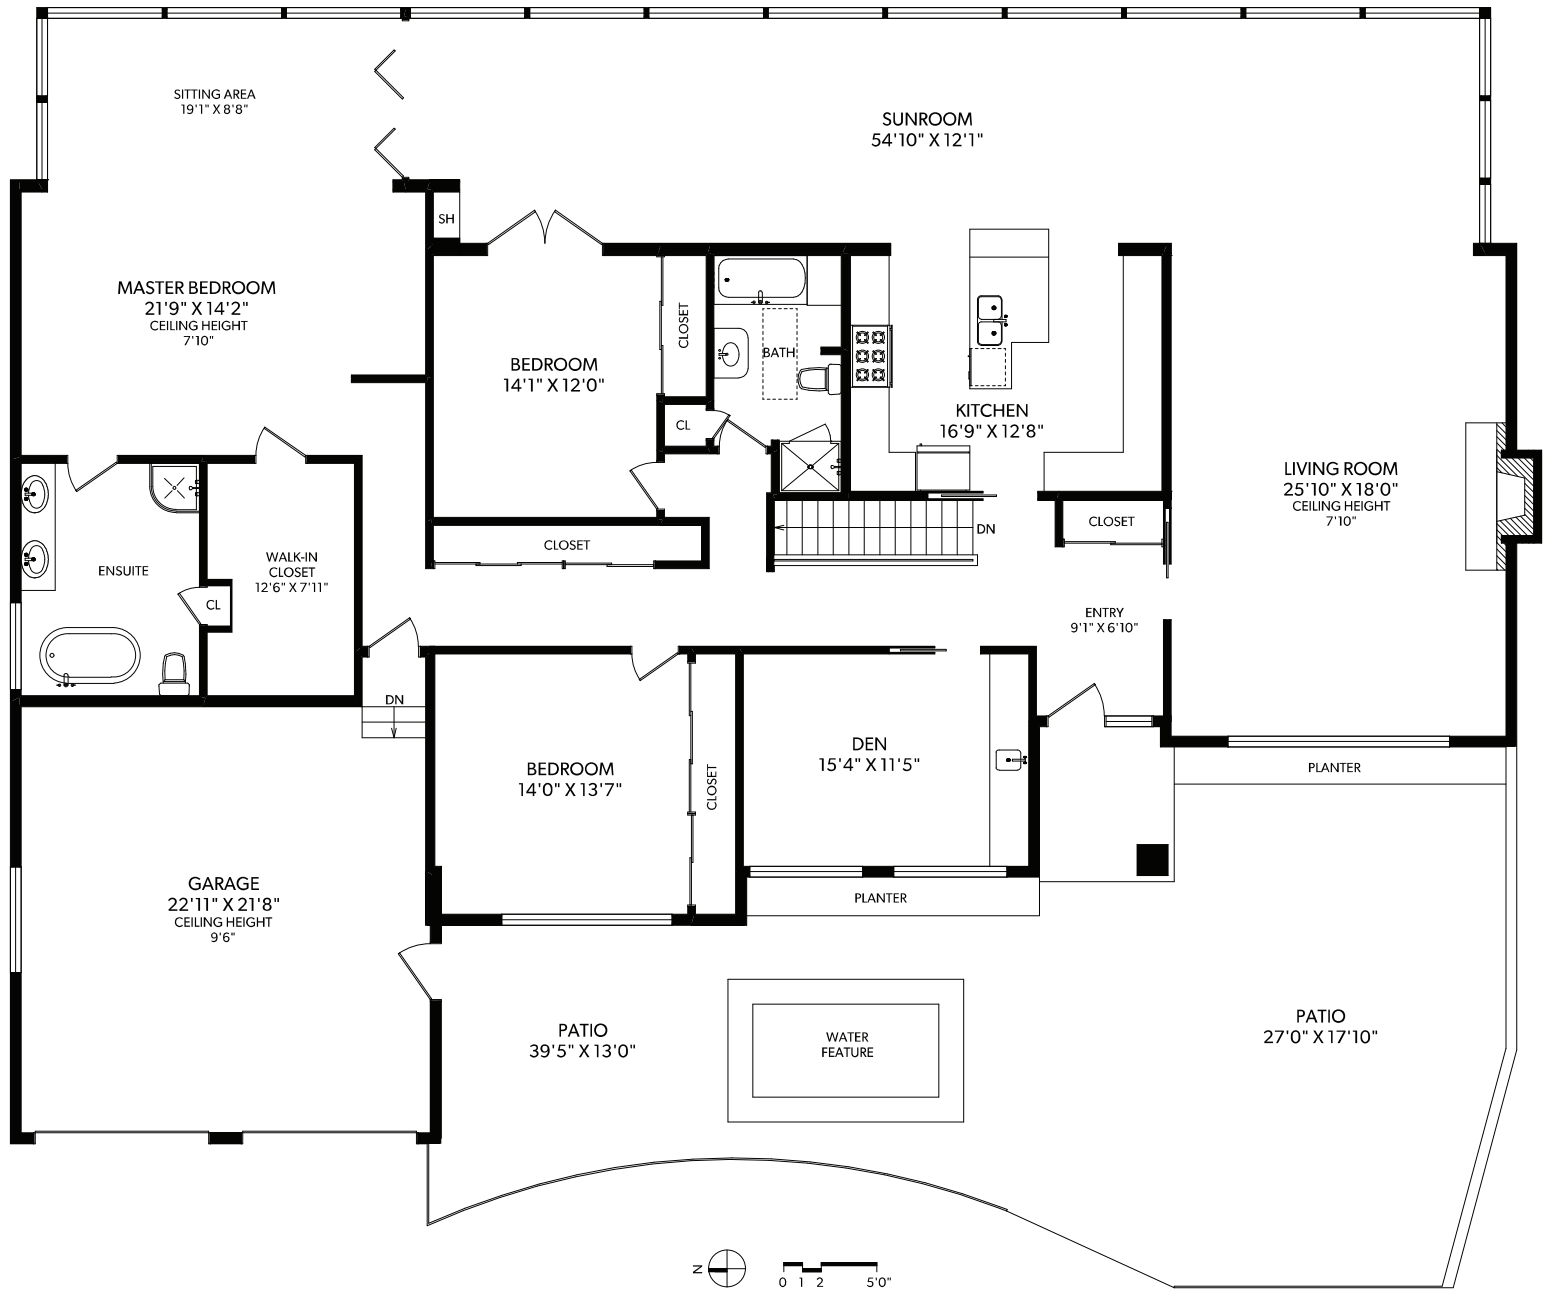 SITTING AREA
19'1" X 8'8"
SUNROOM
54'10" X 12'1"
SH
MASTER BEDROOM
21'9" X 14'2"
CEILING HEIGHT
7'10"
CLOSET
BATH
BEDROOM
14'1" X 12'0"
CL
KITCHEN
16'9" X 12'8"
LIVING ROOM
25'10" X 18'0"
CEILING HEIGHT
7'10"
CLOSET
DN
CLOSET
ENSUITE
WALK-IN
CLOSET
12'6" X 7'11"
CL
ENTRY
9'1" X 6'10"
DN
DEN
15'4" X 11'5"
BEDROOM
14'0" X 13'7"
CLOSET
PLANTER
GARAGE
22'11" X 21'8"
CEILING HEIGHT
9'6"
PLANTER
PATIO
39'5" X 13'0"
WATER
FEATURE
PATIO
27'0" X 17'10"
N
0 1 2 5'0"